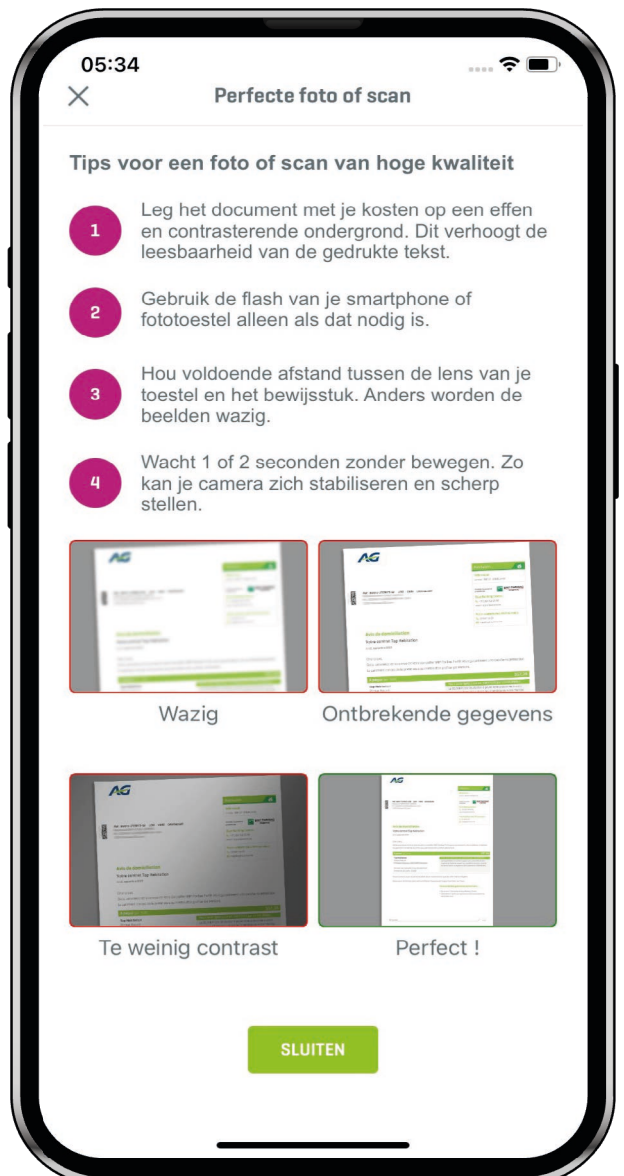 05:34
Perfecte foto of scan
Tips voor een foto of scan van hoge kwaliteit
1
Leg het document met je kosten op een effen
en contrasterende ondergrond. Dit verhoogt de
leesbaarheid van de gedrukte tekst.
2
Gebruik de flash van je smartphone of
fototoestel alleen als dat nodig is.
3
Hou voldoende afstand tussen de lens van je
toestel en het bewijsstuk. Anders worden de
beelden wazig.
4
Wacht 1 of 2 seconden zonder bewegen. Zo
kan je camera zich stabiliseren en scherp
stellen.
AG
AG
Wazig
Ontbrekende gegevens
AG
AG
Te weinig contrast
Perfect !
SLUITEN